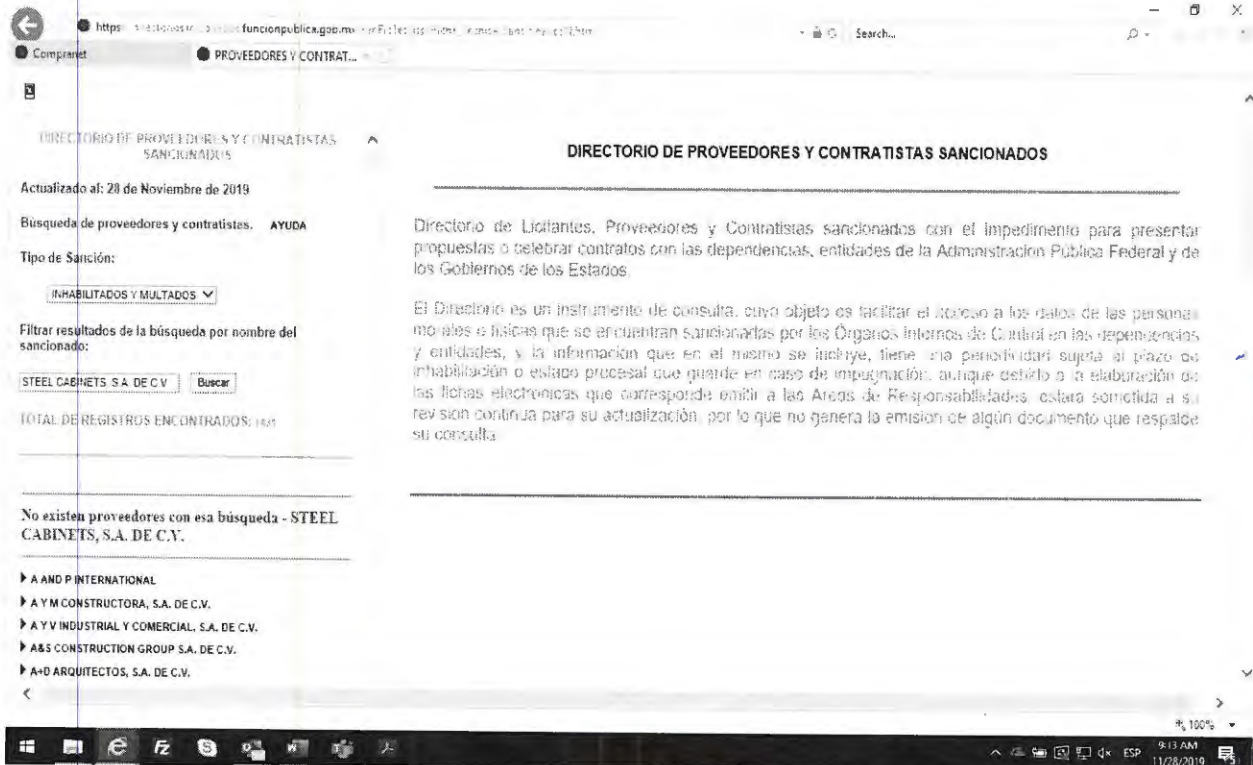 https
funcionpublica.gob.mx
Search...
Compranet
PROVEEDORES Y CONTRAT...
DIRECTORIO DE PROVEEDORES Y CONTRATISTAS
SANCIONADOS
Actualizado al: 28 de Noviembre de 2019
Búsqueda de proveedores y contratistas. AYUDA
Tipo de Sanción:
INHABILITADOS Y MULTADOS
Filtrar resultados de la búsqueda por nombre del
sancionado:
STEEL CABINETS, S.A. DE C.V. Buscar
TOTAL DE REGISTROS ENCONTRADOS:
No existen proveedores con esa búsqueda - STEEL
CABINETS, S.A. DE C.V.
A AND P INTERNATIONAL
A Y M CONSTRUCTORA, S.A. DE C.V.
A Y V INDUSTRIAL Y COMERCIAL, S.A. DE C.V.
A&S CONSTRUCTION GROUP S.A. DE C.V.
A+D ARQUITECTOS, S.A. DE C.V.
DIRECTORIO DE PROVEEDORES Y CONTRATISTAS SANCIONADOS
Directorio de Licitantes, Proveedores y Contratistas sancionados con el impedimento para presentar
propuestas o celebrar contratos con las dependencias, entidades de la Administración Pública Federal y de
los Gobiernos de los Estados.
El Directorio es un instrumento de consulta, cuyo objeto es facilitar el acceso a los datos de las personas
morales o físicas que se encuentran sancionadas por los Órganos Internos de Control en las dependencias
y entidades, y la información que en el mismo se incluye, tiene una periodicidad sujeta al plazo de
inhabilitación o estado procesal que guarde en caso de impugnación, aunque debido a la elaboración de
las fichas electrónicas que corresponde emitir a las Áreas de Responsabilidades, estará sometida a su
revisión continua para su actualización, por lo que no genera la emisión de algún documento que respalde
su consulta.
100%
ESP
9:13 AM
11/28/2019